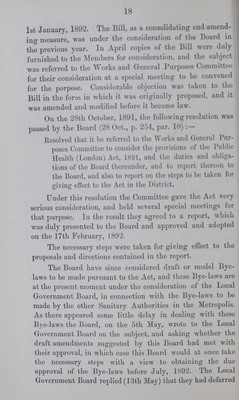 18
1st January, 1892. The Bill, as a consolidating and amend-
ing measure, was under the consideration of the Board in
the previous year. In April copies of the Bill were duly
furnished to the Members for consideration, and the subject
was referred to the Works and General Purposes Committee
for their consideration at a special meeting to be convened
for the purpose. Considerable objection was taken to the
Bill in the form in which it was originally proposed, and it
was amended and modified before it became law.
On the 28th October, 1891, the following resolution was
passed by the Board (28 Oct., p. 254, par. 10):—
Resolved that it be referred to the Works and General Pur-
poses Committee to consider the provisions of the Public
Health (London) Act, 1891, and the duties and obliga-
tions of the Board thereunder, and to report thereon to
the Board, and also to report on the steps to be taken for
giving effect to the Act in the District.
Under this resolution the Committee gave the Act very
serious consideration, and held several special meetings for
that purpose. In the result they agreed to a report, which
was duly presented to the Board and approved and adopted
on the 17th February, 1892.
The necessary steps were taken for giving effect to the
proposals and directions contained in the report.
The Board have since considered draft or model Bye-
laws to be made pursuant to the Act, and these Bye-laws are
at the present moment under the consideration of the Local
Government Board, in connection with the Bye-laws to be
made by the other Sanitary Authorities in the Metropolis.
As there appeared some little delay in dealing with these
Bye-laws the Board, on the 5th May, wrote to the Local
Government Board on the subject, and asking whether the
draft amendments suggested by this Board had met with
their approval, in which case this Board would at once take
the necessary steps with a view to obtaining the due
approval of the Bye-laws before July, 1892. The Local
Government Board replied (13th May) that they had deferred